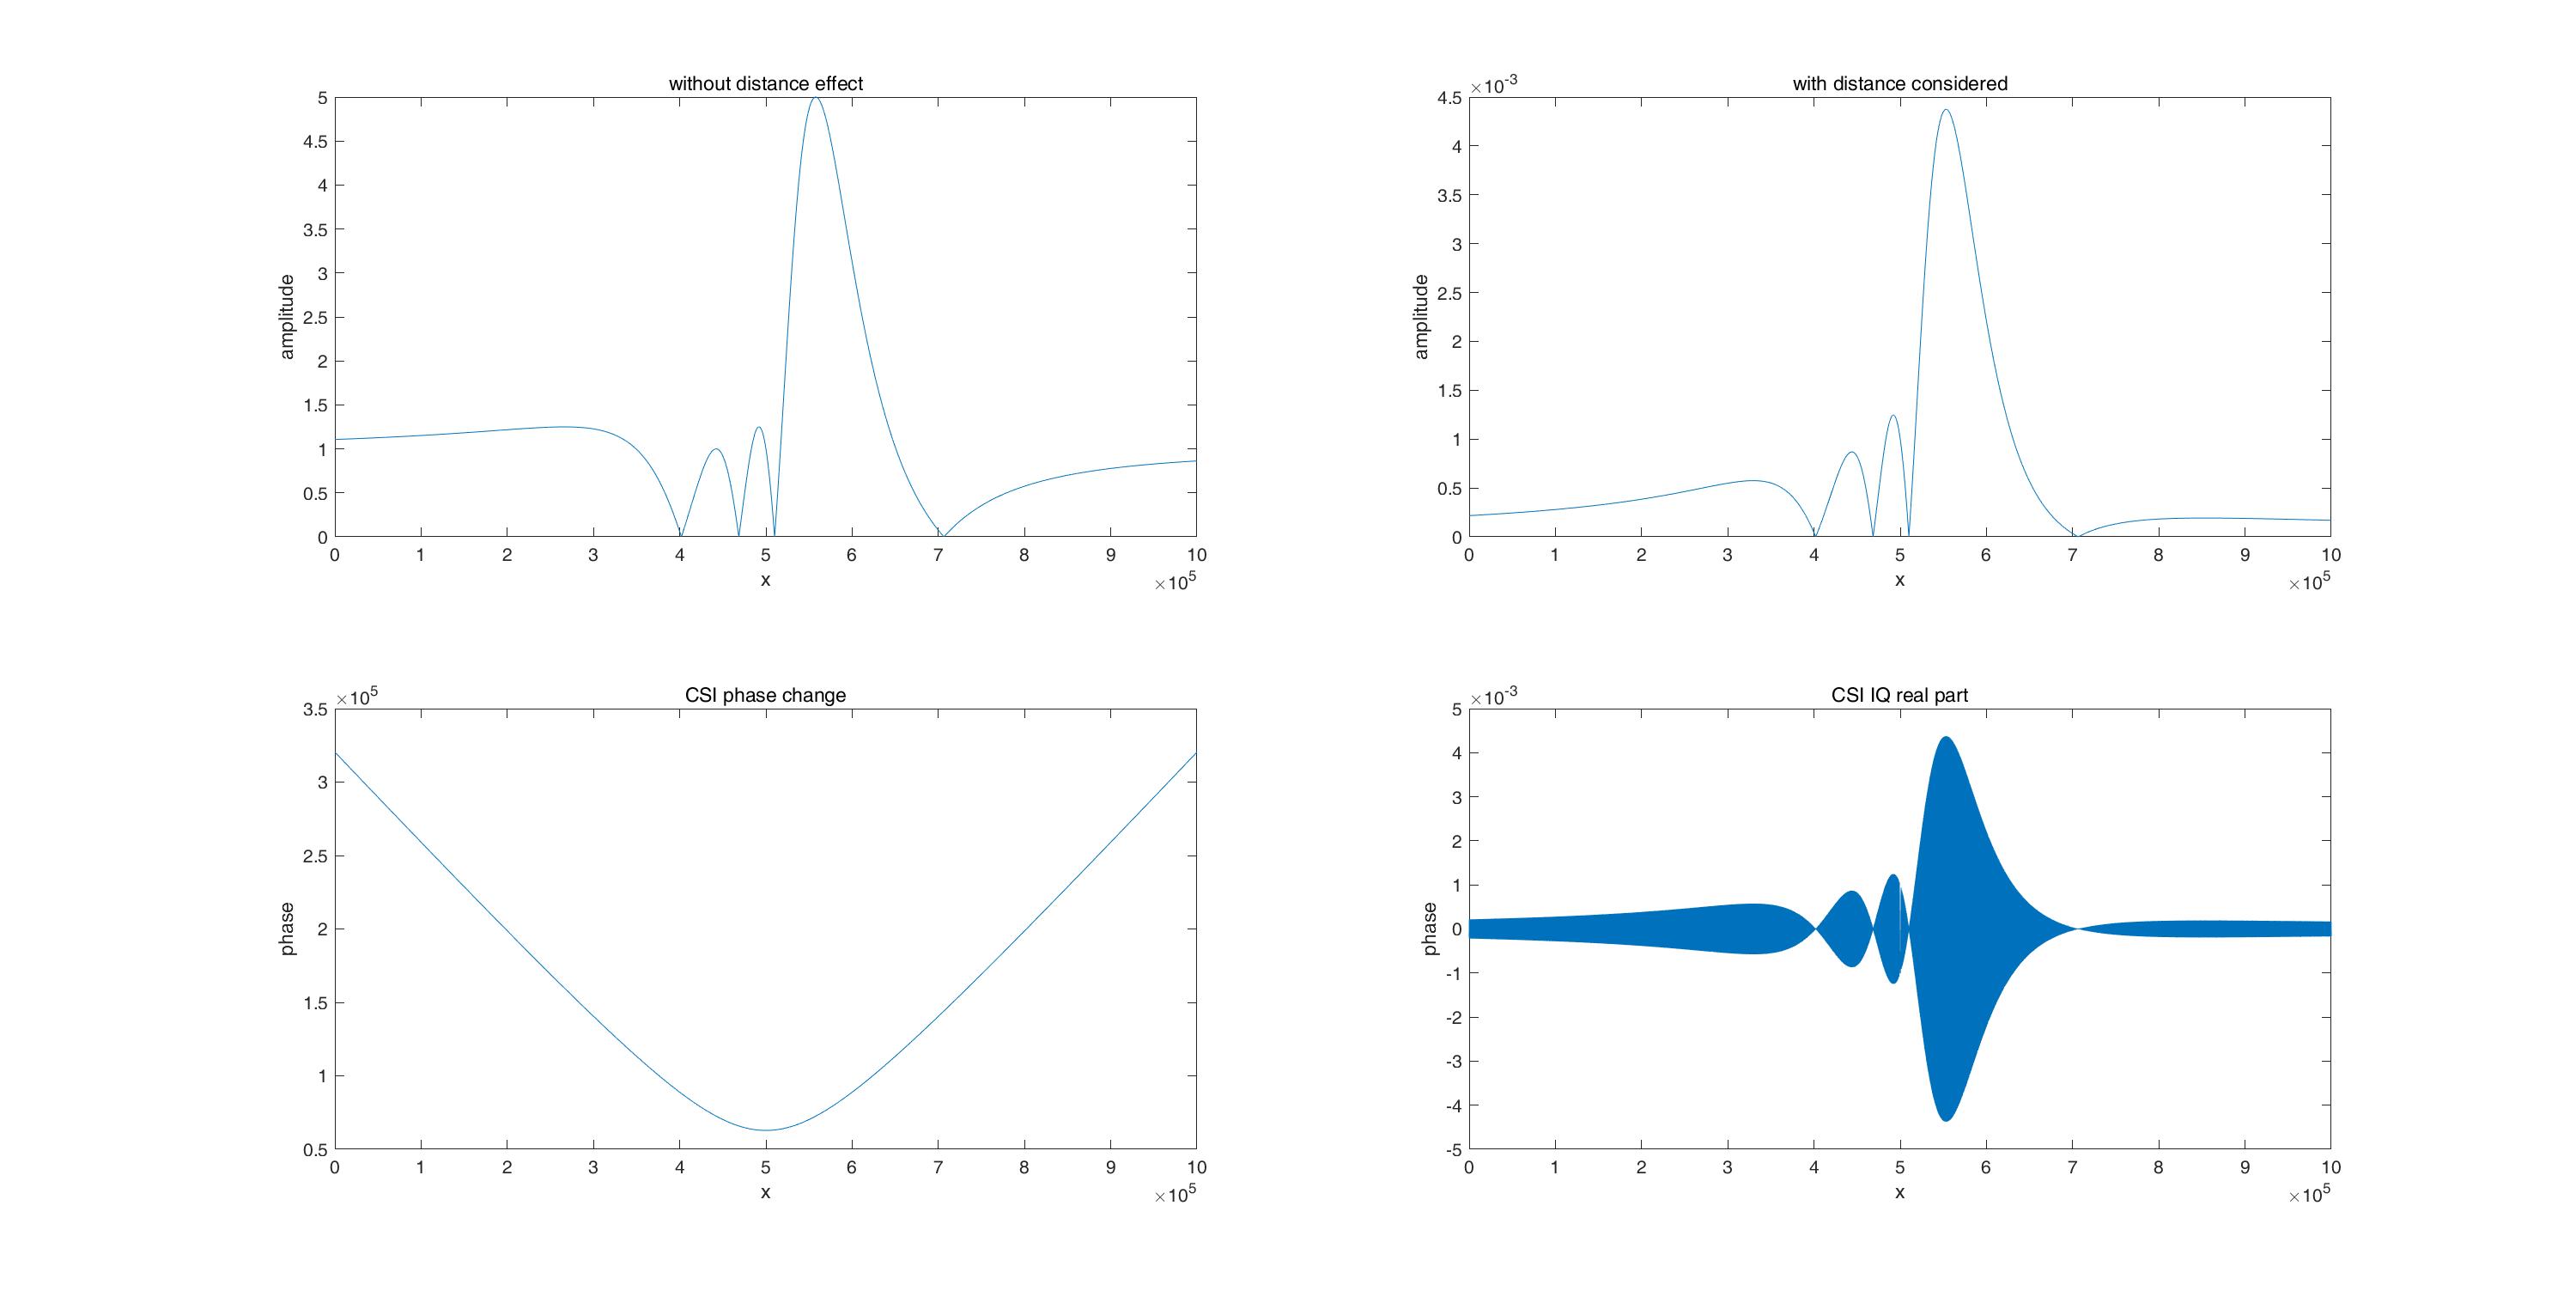 without distance effect
5
4.5
4
3.5
3
2.5
2
1.5
1
0.5
0
amplitude
0 1 2 3 4 5 6 7 8 9 10
x
×10^5
with distance considered
×10^-3
4.5
4
3.5
3
2.5
2
1.5
1
0.5
0
amplitude
0 1 2 3 4 5 6 7 8 9 10
x
×10^5
CSI phase change
×10^5
3.5
3
2.5
2
1.5
1
0.5
phase
0 1 2 3 4 5 6 7 8 9 10
x
×10^5
CSI IQ real part
×10^-3
5
4
3
2
1
0
-1
-2
-3
-4
-5
phase
0 1 2 3 4 5 6 7 8 9 10
x
×10^5